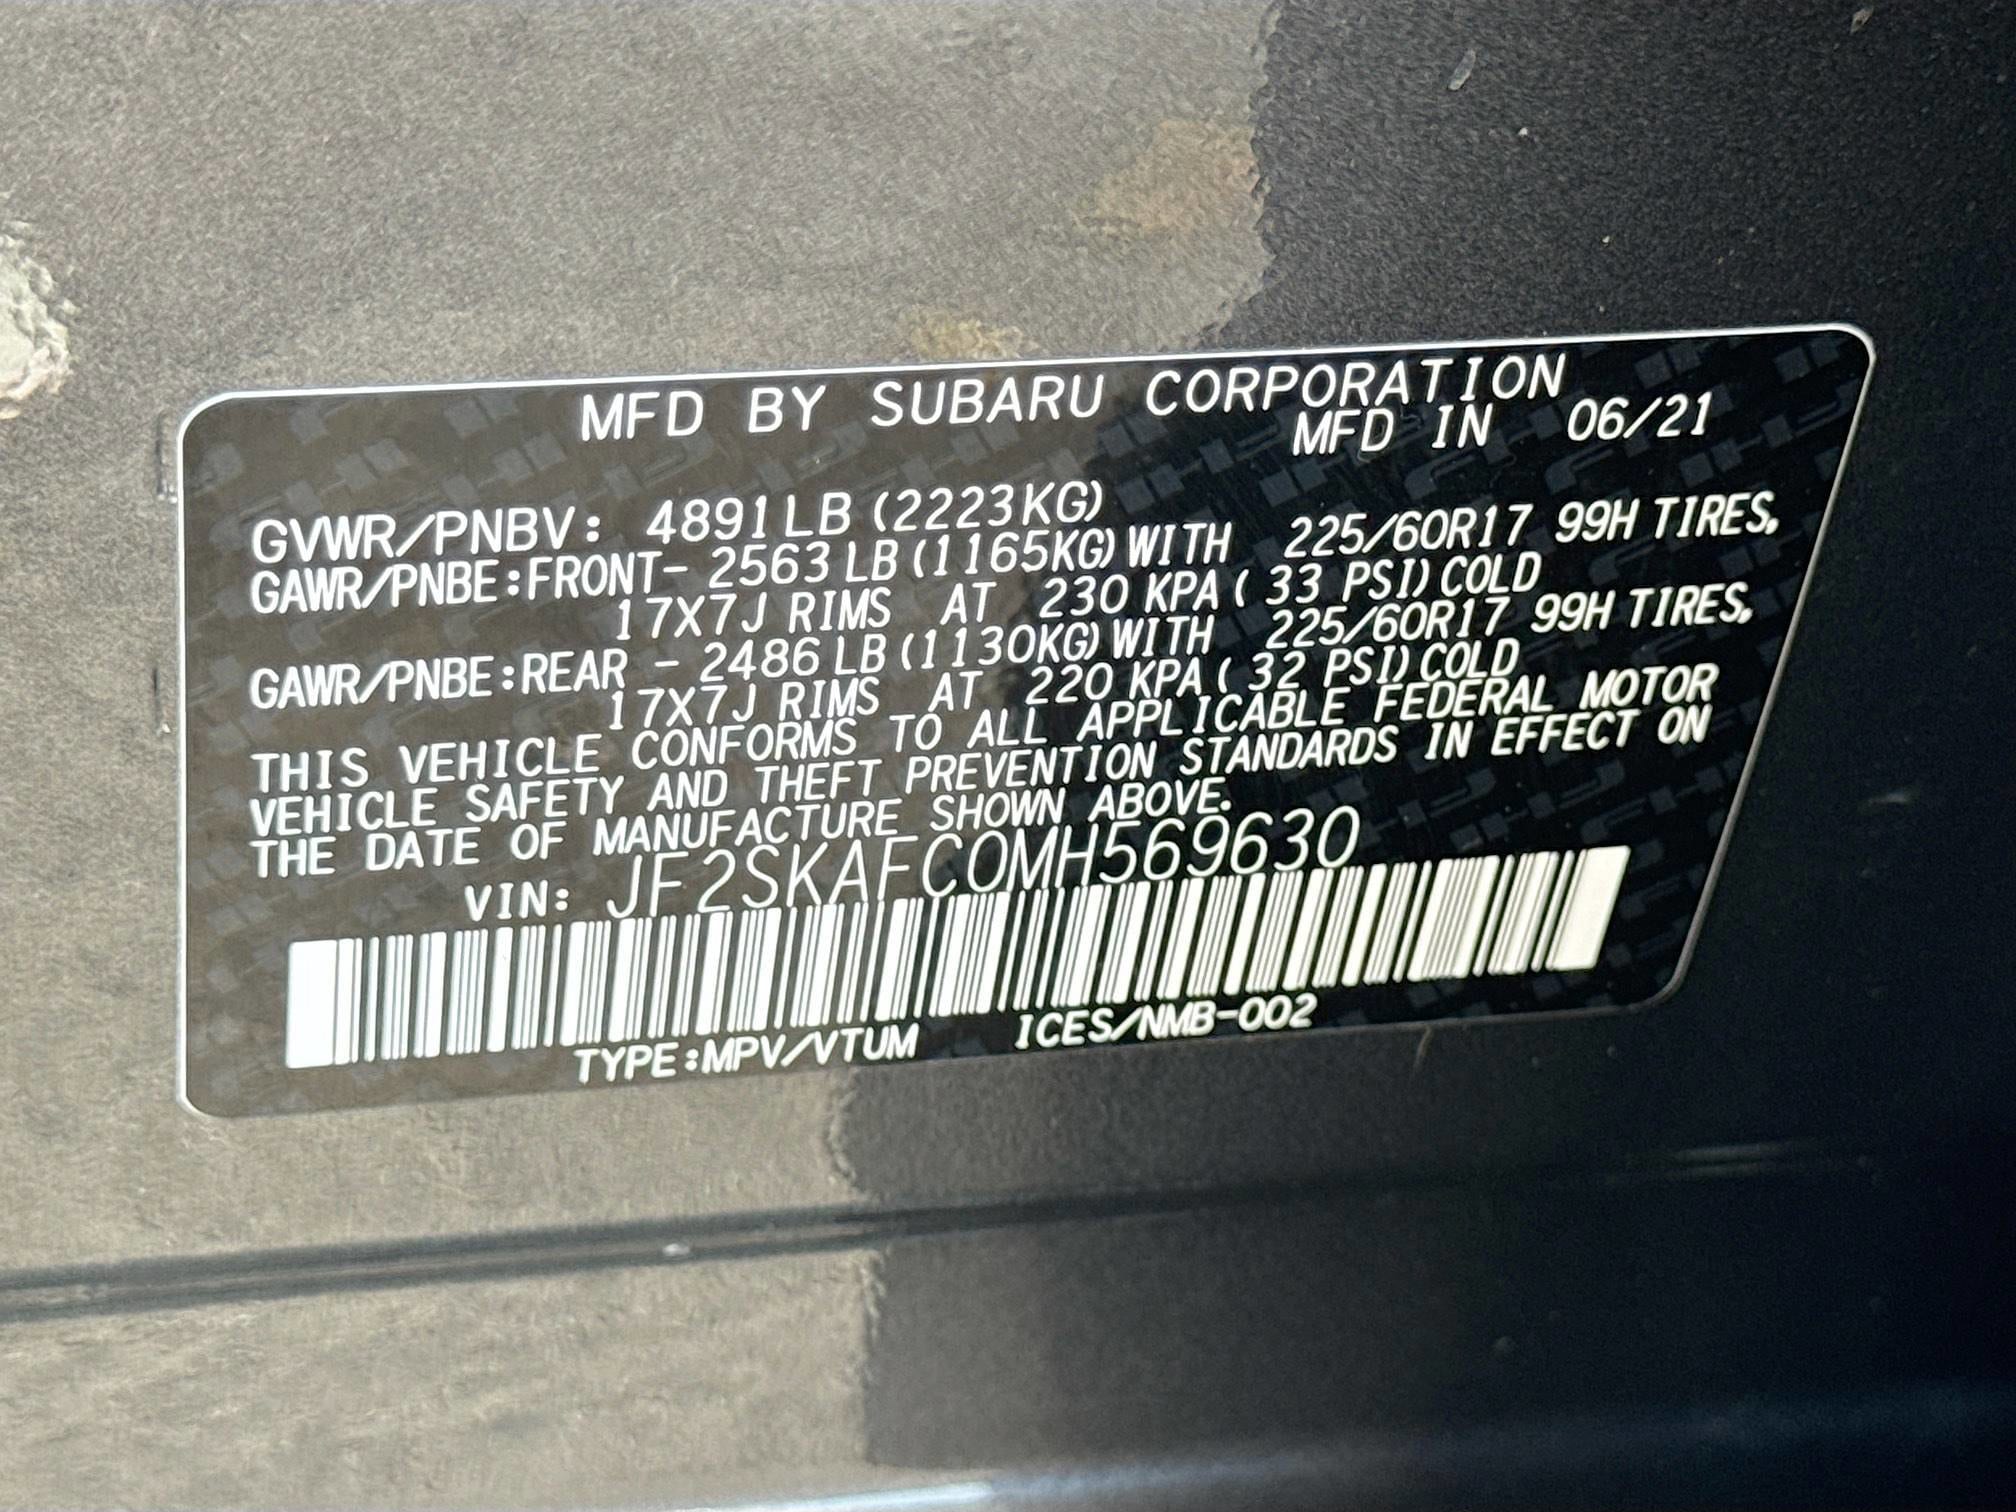 MFD BY SUBARU CORPORATION
MFD IN 06/21
GVWR/PNBV: 4891LB (2223KG)
GAWR/PNBE:FRONT- 2563 LB (1165KG) WITH 225/60R17 99H TIRES,
17X7J RIMS AT 230 KPA ( 33 PSI) COLD
GAWR/PNBE:REAR - 2486 LB (1130KG) WITH 225/60R17 99H TIRES,
17X7J RIMS AT 220 KPA ( 32 PSI) COLD
THIS VEHICLE CONFORMS TO ALL APPLICABLE FEDERAL MOTOR
VEHICLE SAFETY AND THEFT PREVENTION STANDARDS IN EFFECT ON
THE DATE OF MANUFACTURE SHOWN ABOVE.
VIN: JF2SKAFC0MH569630
TYPE:MPV/VTUM ICES/NMB-002